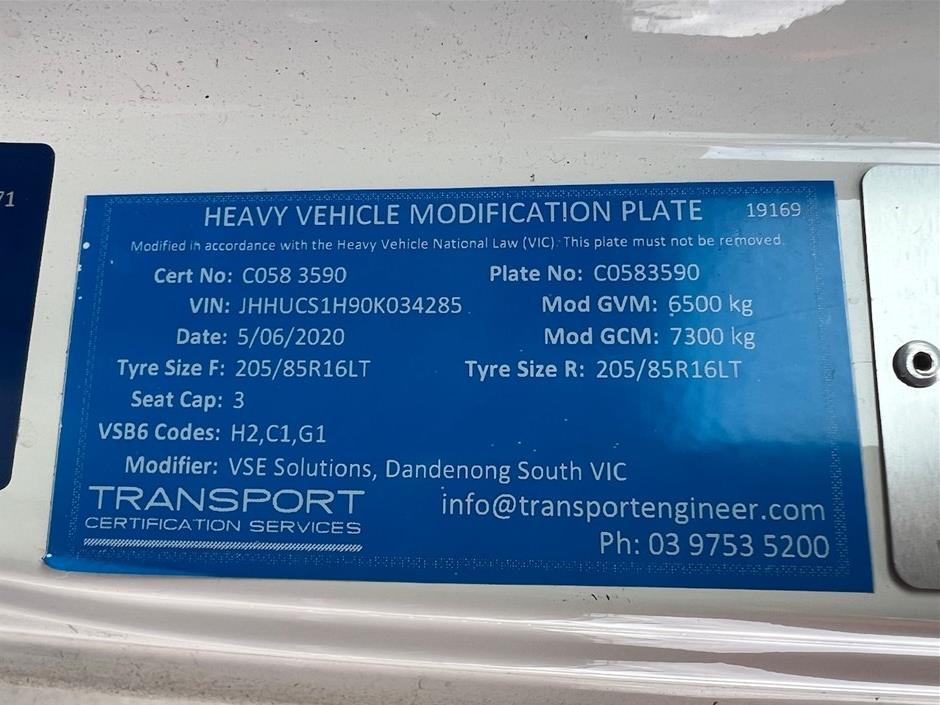 71
HEAVY VEHICLE MODIFICATION PLATE 19169
Modified in accordance with the Heavy Vehicle National Law (VIC). This plate must not be removed.
Cert No: C058 3590 Plate No: C0583590
VIN: JHHUCS1H90K034285 Mod GVM: 6500 kg
Date: 5/06/2020 Mod GCM: 7300 kg
Tyre Size F: 205/85R16LT Tyre Size R: 205/85R16LT
Seat Cap: 3
VSB6 Codes: H2,C1,G1
Modifier: VSE Solutions, Dandenong South VIC
TRANSPORT
CERTIFICATION SERVICES
info@transportengineer.com
Ph: 03 9753 5200